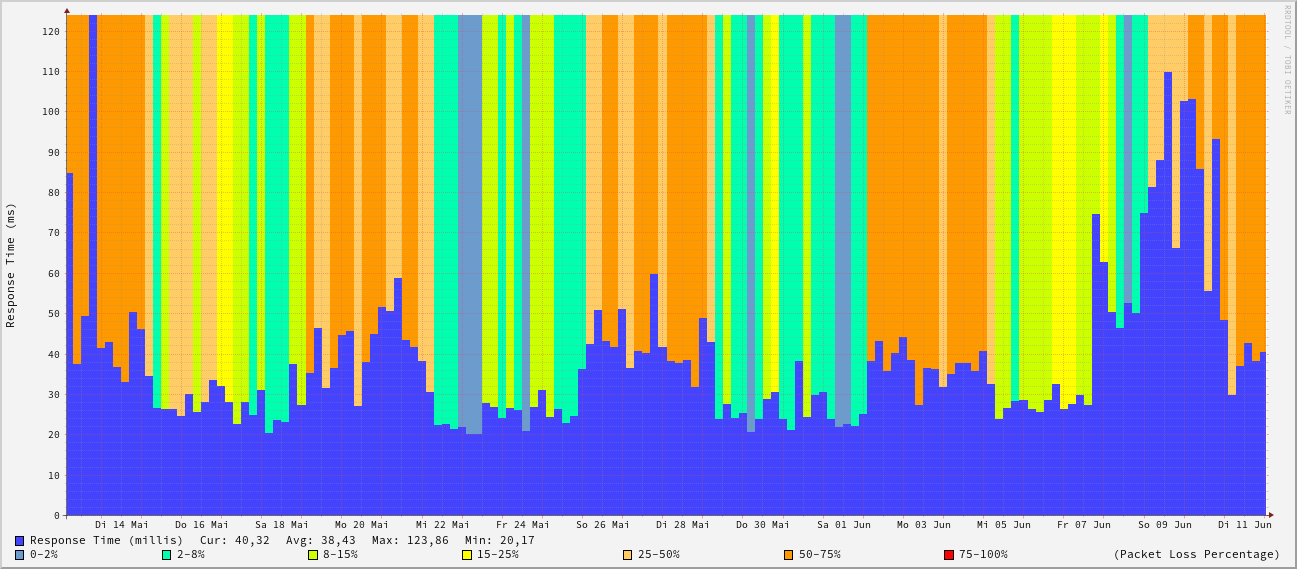 RRDTOOL / TOBI OETIKER
Response Time (ms)
120
110
100
90
80
70
60
50
40
30
20
10
0
Di 14 Mai Do 16 Mai Sa 18 Mai Mo 20 Mai Mi 22 Mai Fr 24 Mai So 26 Mai Di 28 Mai Do 30 Mai Sa 01 Jun Mo 03 Jun Mi 05 Jun Fr 07 Jun So 09 Jun Di 11 Jun
Response Time (millis) Cur: 40,32 Avg: 38,43 Max: 123,86 Min: 20,17
0-2% 2-8% 8-15% 15-25% 25-50% 50-75% 75-100% (Packet Loss Percentage)